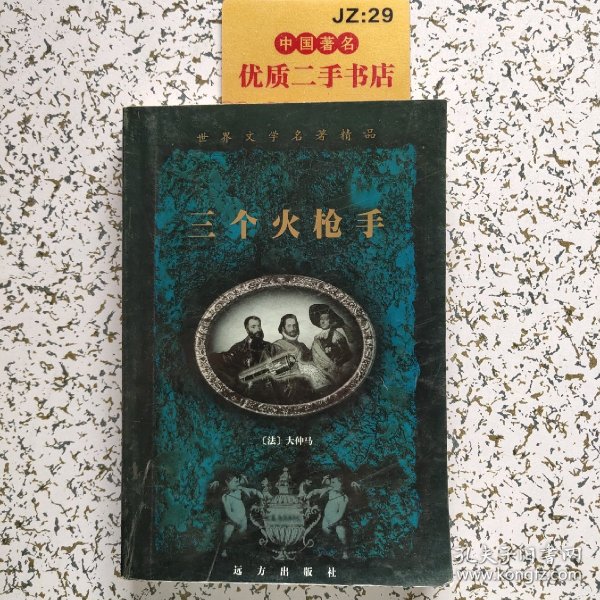 JZ:29
中国著名
优质二手书店
世界文学名著精品
三个火枪手
〔法〕大仲马
远方出版社
孔夫子旧书网
www.kongfz.com